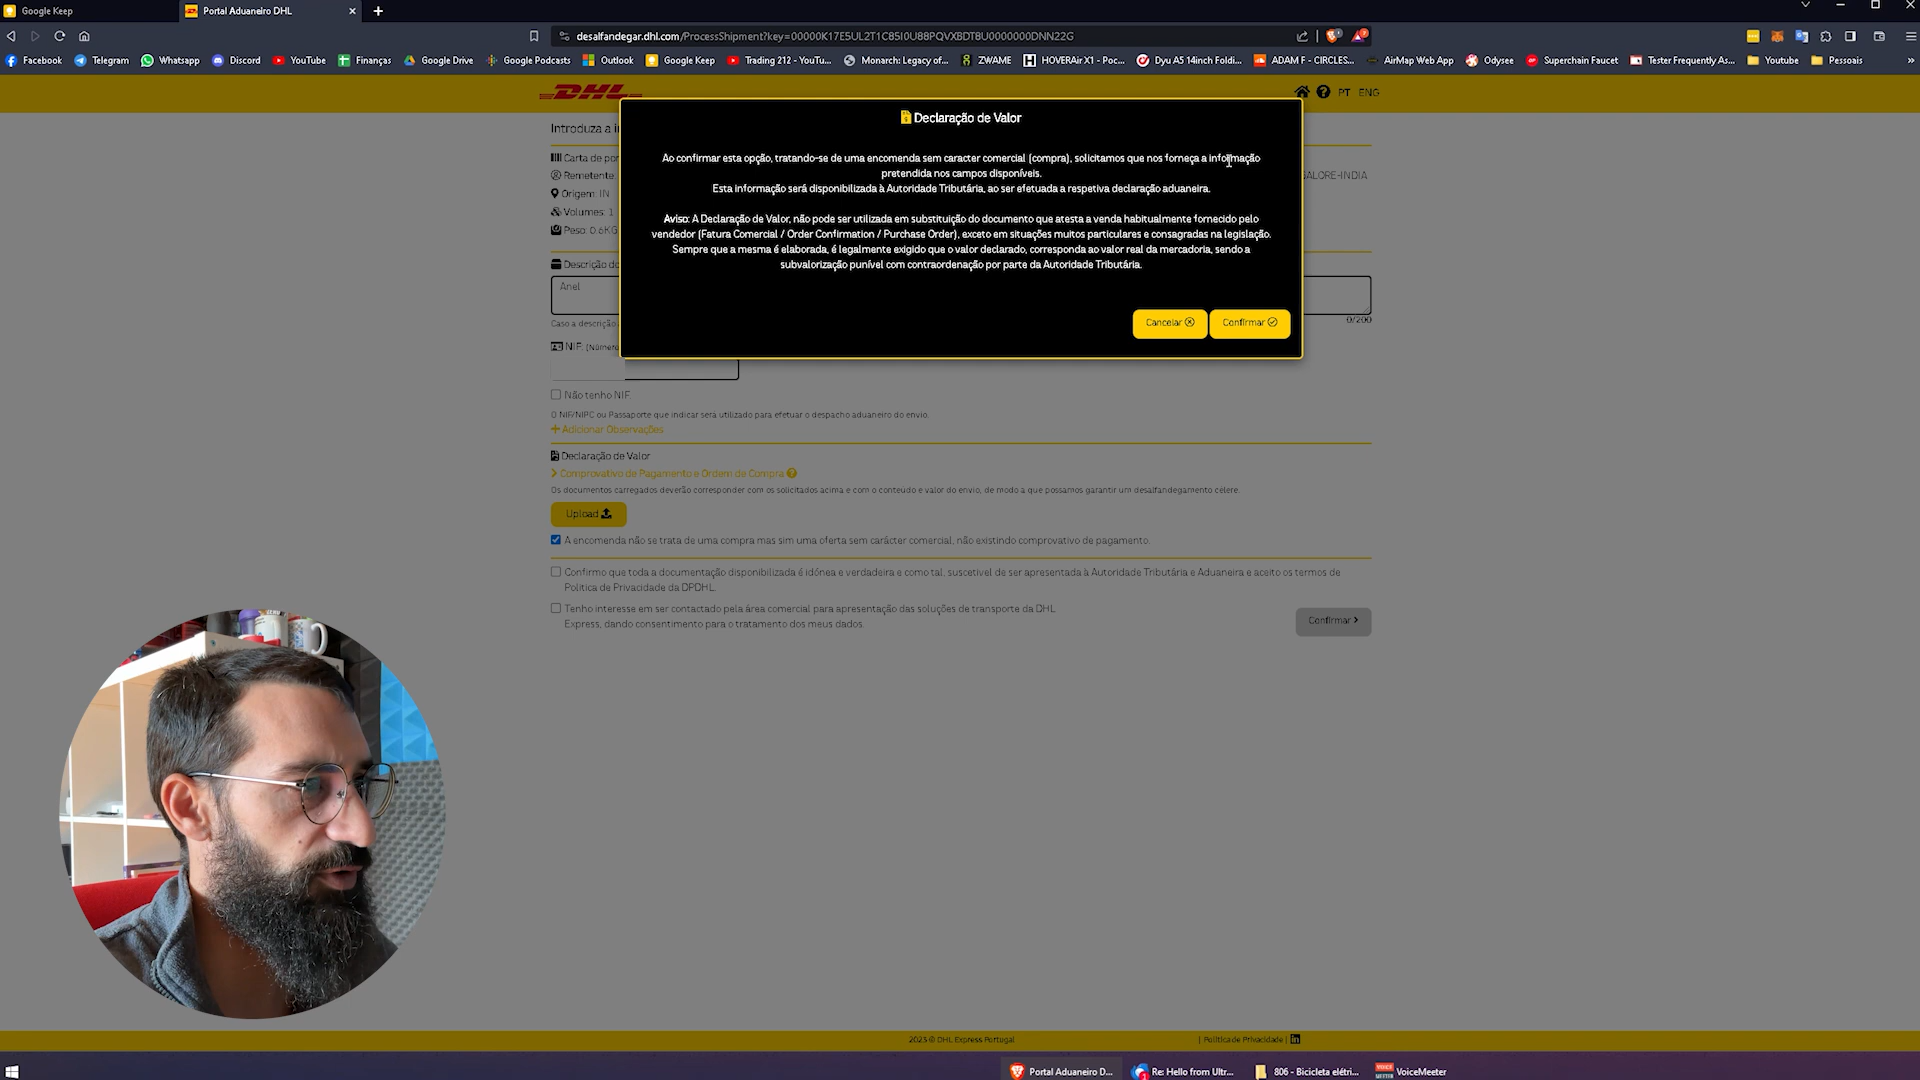 Google Keep
Portal Aduaneiro DHL
desalfandegar.dhl.com/ProcessShipment?key=00000K17E5UL2T1C85I0U88PQVXBDT8U0000000DNN22G
Facebook Telegram Whatsapp Discord YouTube Finanças Google Drive Google Podcasts Outlook Google Keep Trading 212 - YouTu... Monarch: Legacy of... ZWAME HOVERAir X1 - Poc... Dyu A5 14inch Foldi... ADAM F - CIRCLES... AirMap Web App Odysee Superchain Faucet Tester Frequently As... Youtube Pessoais
DHL
PT ENG
Declaração de Valor
Introduza a i
Ao confirmar esta opção, tratando-se de uma encomenda sem caracter comercial (compra), solicitamos que nos forneça a informação
pretendida nos campos disponíveis.
Esta informação será disponibilizada à Autoridade Tributária, ao ser efetuada a respetiva declaração aduaneira.
Aviso: A Declaração de Valor, não pode ser utilizada em substituição do documento que atesta a venda habitualmente fornecido pelo
vendedor (Fatura Comercial / Order Confirmation / Purchase Order), exceto em situações muitos particulares e consagradas na legislação.
Sempre que a mesma é elaborada, é legalmente exigido que o valor declarado, corresponda ao valor real da mercadoria, sendo a
subvalorização punível com contraordenação por parte da Autoridade Tributária.
Cancelar Confirmar
Carta de por
Remetente: GALORE-INDIA
Origem: IN
Volumes: 1
Peso: 0.6KG
Descrição do
Anel
Caso a descrição 0/200
NIF: (Número
Não tenho NIF.
O NIF/NIPC ou Passaporte que indicar será utilizado para efetuar o despacho aduaneiro do envio.
Adicionar Observações
Declaração de Valor
Comprovativo de Pagamento e Ordem de Compra
Os documentos carregados deverão corresponder com os solicitados acima e com o conteúdo e valor do envio, de modo a que possamos garantir um desalfandegamento célere.
Upload
A encomenda não se trata de uma compra mas sim uma oferta sem carácter comercial, não existindo comprovativo de pagamento.
Confirmo que toda a documentação disponibilizada é idónea e verdadeira e como tal, suscetível de ser apresentada à Autoridade Tributária e Aduaneira e aceito os termos de
Política de Privacidade da DPDHL.
Tenho interesse em ser contactado pela área comercial para apresentação das soluções de transporte da DHL
Express, dando consentimento para o tratamento dos meus dados.
Confirmar
2023 © DHL Express Portugal | Política de Privacidade |
Portal Aduaneiro D... Re: Hello from Ultr... 806 - Bicicleta elétri... VoiceMeeter